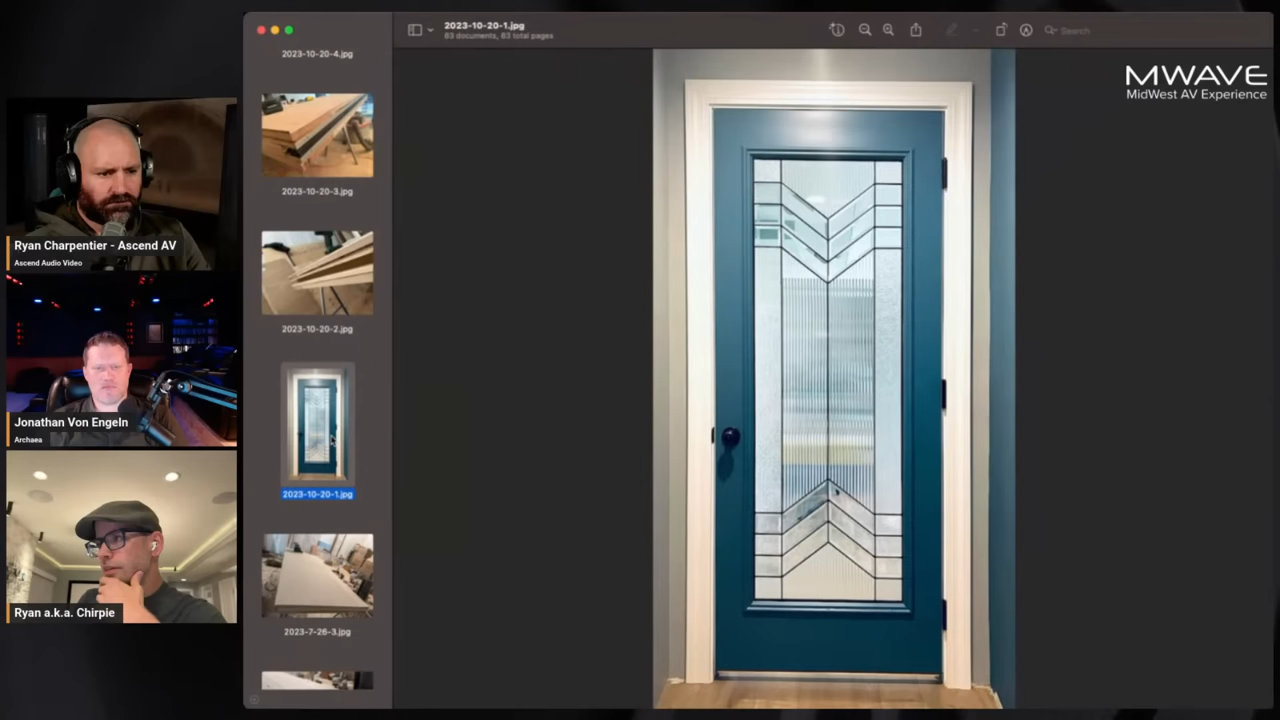 2023-10-20-1.jpg
83 documents, 83 total pages
Search
MWAVE
MidWest AV Experience
2023-10-20-4.jpg
2023-10-20-3.jpg
2023-10-20-2.jpg
2023-10-20-1.jpg
2023-7-26-3.jpg
Ryan Charpentier - Ascend AV
Ascend Audio Video
Jonathan Von Engeln
Archaea
Ryan a.k.a. Chirpie